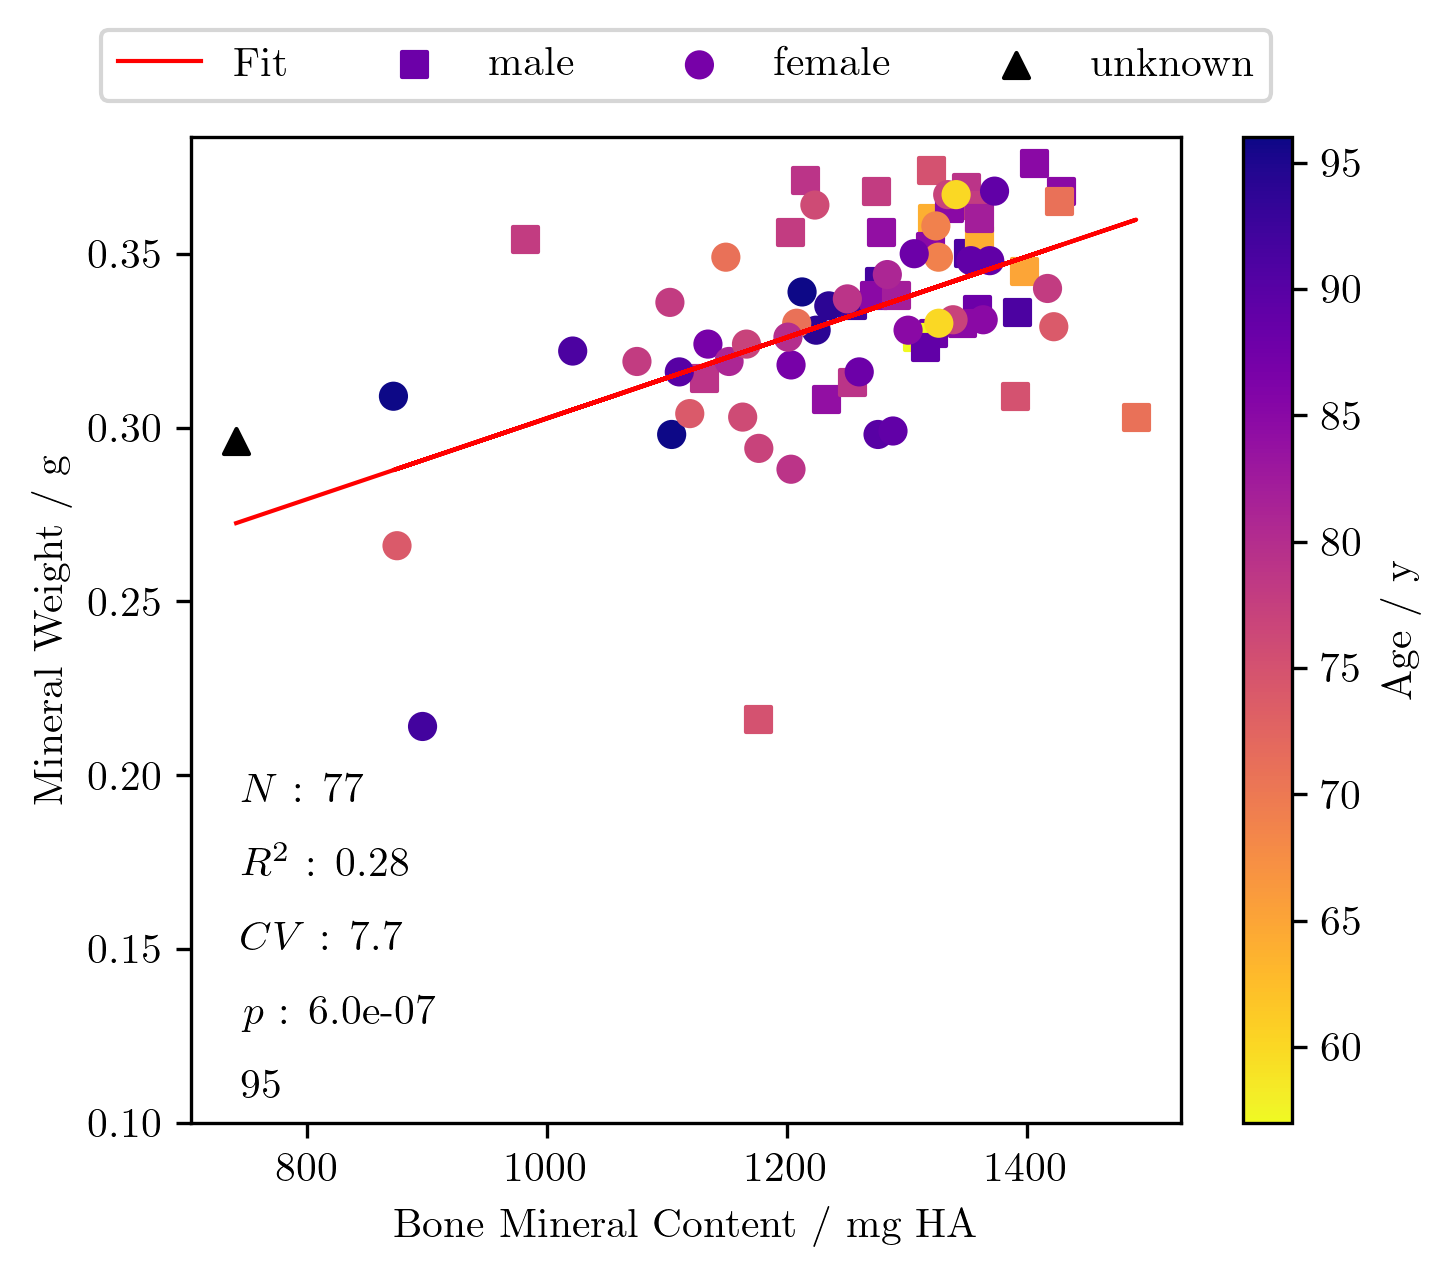 Fit male female unknown
0.35
0.30
0.25
0.20
0.15
0.10
Mineral Weight / g
N : 77
R² : 0.28
CV : 7.7
p : 6.0e-07
95
800 1000 1200 1400
Bone Mineral Content / mg HA
95
90
85
80
75
70
65
60
Age / y